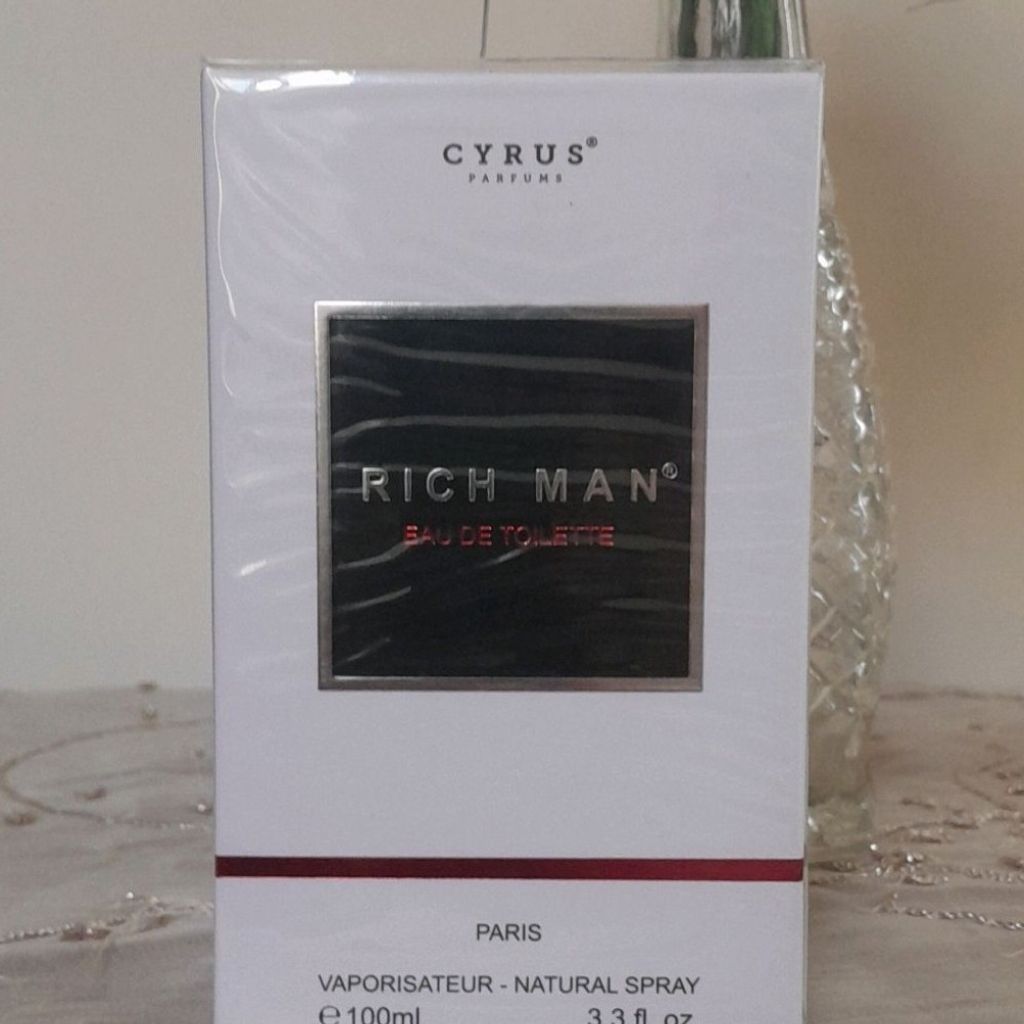 CYRUS®
PARFUMS
RICH MAN®
EAU DE TOILETTE
PARIS
VAPORISATEUR - NATURAL SPRAY
℮100ml 3.3 fl. oz